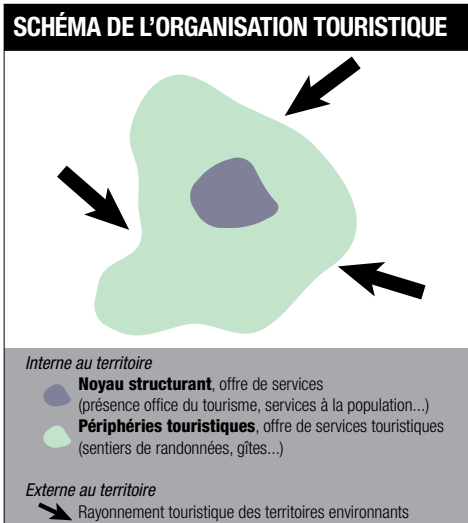 SCHÉMA DE L'ORGANISATION TOURISTIQUE
Interne au territoire
Noyau structurant, offre de services
(présence office du tourisme, services à la population...)
Périphéries touristiques, offre de services touristiques
(sentiers de randonnées, gîtes...)
Externe au territoire
Rayonnement touristique des territoires environnants